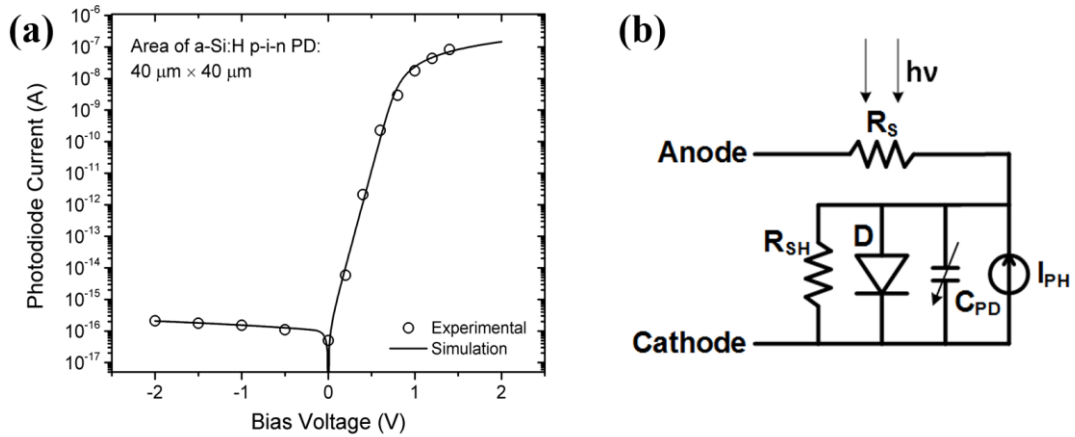 (a)
10⁻⁶
10⁻⁷
10⁻⁸
10⁻⁹
10⁻¹⁰
10⁻¹¹
10⁻¹²
10⁻¹³
10⁻¹⁴
10⁻¹⁵
10⁻¹⁶
10⁻¹⁷
Photodiode Current (A)
Area of a-Si:H p-i-n PD:
40 μm × 40 μm
Experimental
Simulation
-2 -1 0 1 2
Bias Voltage (V)
(b)
hν
R_S
Anode
R_SH
D
C_PD
I_PH
Cathode